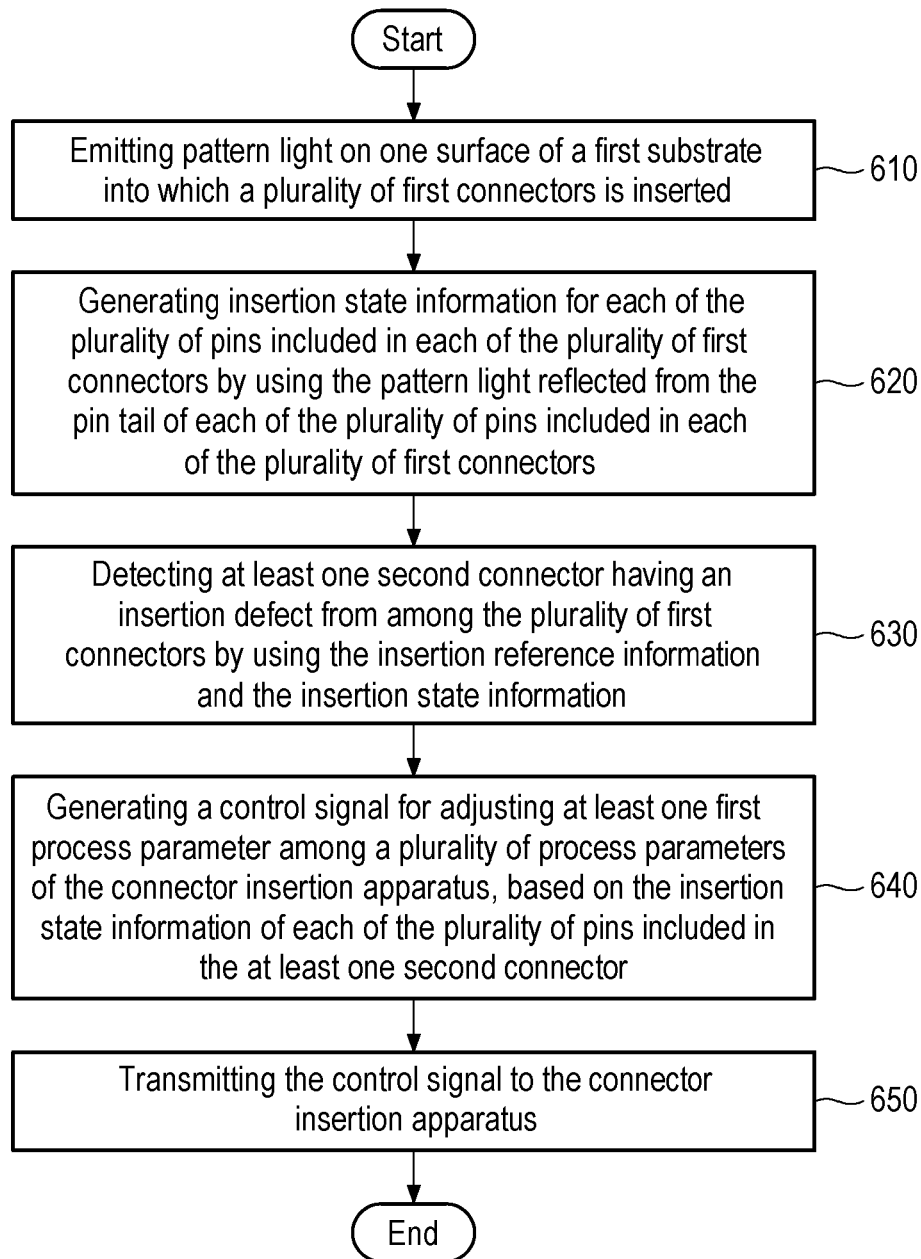 Start
Emitting pattern light on one surface of a first substrate
into which a plurality of first connectors is inserted
610
Generating insertion state information for each of the
plurality of pins included in each of the plurality of first
connectors by using the pattern light reflected from the
pin tail of each of the plurality of pins included in each
of the plurality of first connectors
620
Detecting at least one second connector having an
insertion defect from among the plurality of first
connectors by using the insertion reference information
and the insertion state information
630
Generating a control signal for adjusting at least one first
process parameter among a plurality of process parameters
of the connector insertion apparatus, based on the insertion
state information of each of the plurality of pins included in
the at least one second connector
640
Transmitting the control signal to the connector
insertion apparatus
650
End